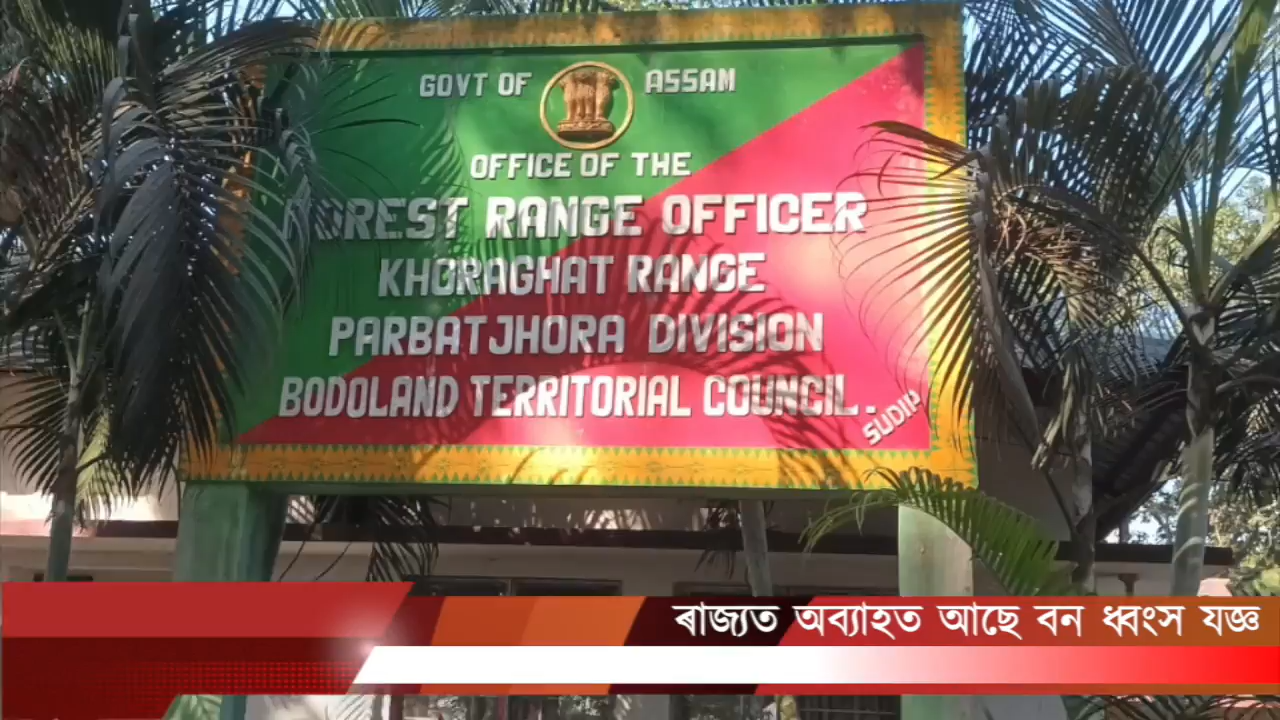 GOVT OF ASSAM
OFFICE OF THE
FOREST RANGE OFFICER
KHORAGHAT RANGE
PARBATJHORA DIVISION
BODOLAND TERRITORIAL COUNCIL.
SUDIP
ৰাজ্যত অব্যাহত আছে বন ধ্বংস যজ্ঞ